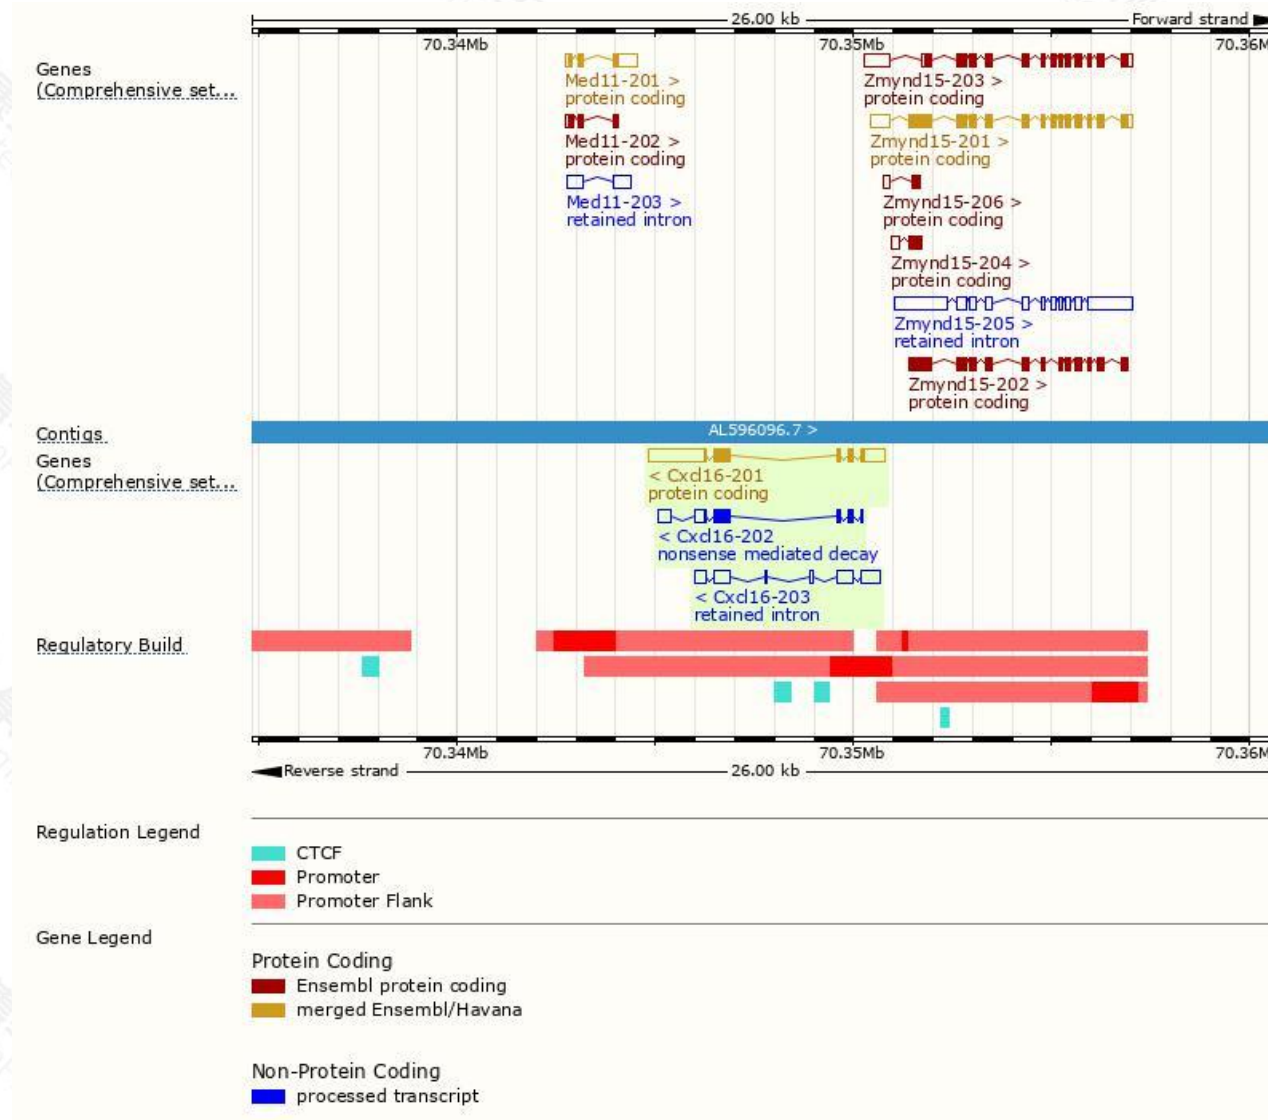 26.00 kb
Forward strand
70.34Mb 70.35Mb 70.36M
Genes
(Comprehensive set...
Med11-201 >
protein coding
Med11-202 >
protein coding
Med11-203 >
retained intron
Zmynd15-203 >
protein coding
Zmynd15-201 >
protein coding
Zmynd15-206 >
protein coding
Zmynd15-204 >
protein coding
Zmynd15-205 >
retained intron
Zmynd15-202 >
protein coding
Contigs
AL596096.7 >
Genes
(Comprehensive set...
< Cxcl16-201
protein coding
< Cxcl16-202
nonsense mediated decay
< Cxcl16-203
retained intron
Regulatory Build
70.34Mb 70.35Mb 70.36M
Reverse strand
26.00 kb
Regulation Legend
CTCF
Promoter
Promoter Flank
Gene Legend
Protein Coding
Ensembl protein coding
merged Ensembl/Havana
Non-Protein Coding
processed transcript